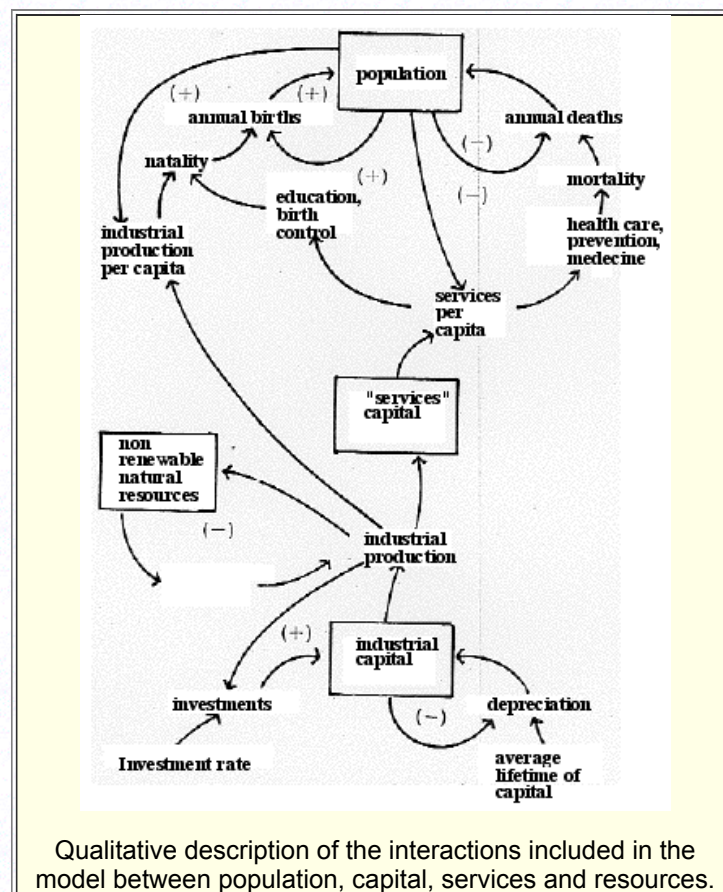 population
(+)
(+)
annual births
annual deaths
(−)
natality
(+)
(−)
mortality
education,
birth
control
industrial
production
per capita
health care,
prevention,
medecine
services
per
capita
"services"
capital
non
renewable
natural
resources
(−)
industrial
production
(+)
industrial
capital
investments
(−)
depreciation
Investment rate
average
lifetime of
capital
Qualitative description of the interactions included in the
model between population, capital, services and resources.